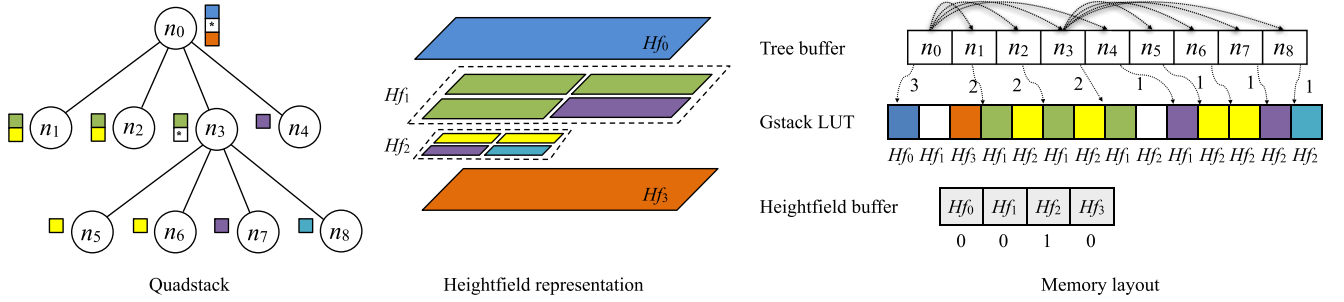 n0
*
n1
n2
*
n3
n4
n5
n6
n7
n8
Quadstack
Hf0
Hf1
Hf2
Hf3
Heightfield representation
Tree buffer n0 n1 n2 n3 n4 n5 n6 n7 n8
3 2 2 2 1 1 1 1
Gstack LUT
Hf0 Hf1 Hf3 Hf1 Hf2 Hf1 Hf2 Hf1 Hf2 Hf1 Hf2 Hf2 Hf2 Hf2
Heightfield buffer Hf0 Hf1 Hf2 Hf3
0 0 1 0
Memory layout